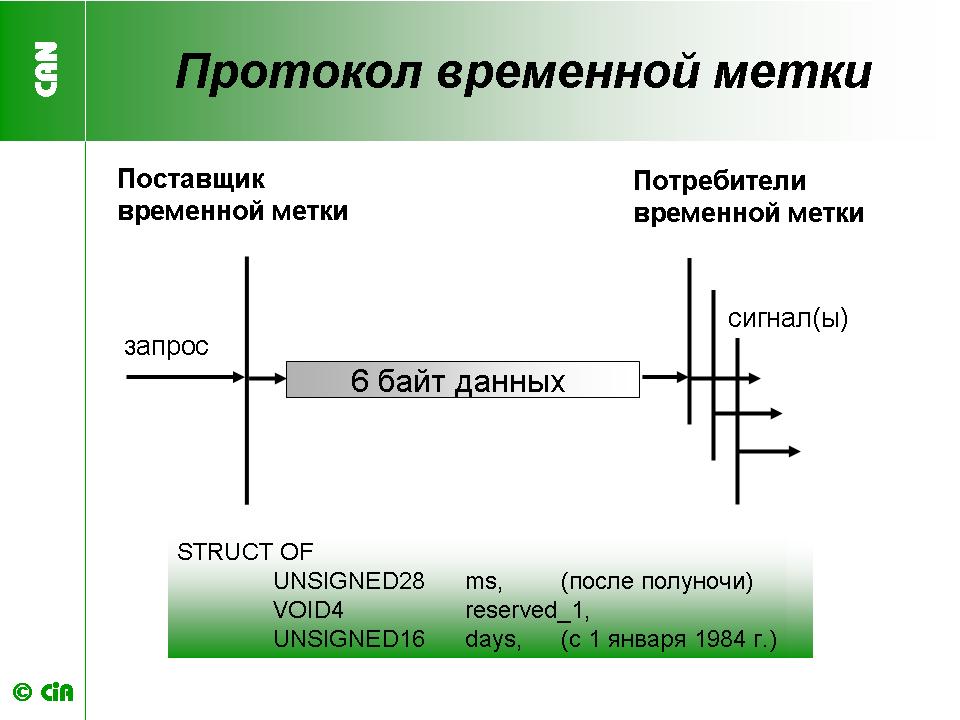 CAN
Протокол временной метки
Поставщик
временной метки
Потребители
временной метки
сигнал(ы)
запрос
6 байт данных
STRUCT OF
UNSIGNED28 ms, (после полуночи)
VOID4 reserved_1,
UNSIGNED16 days, (с 1 января 1984 г.)
© CiA